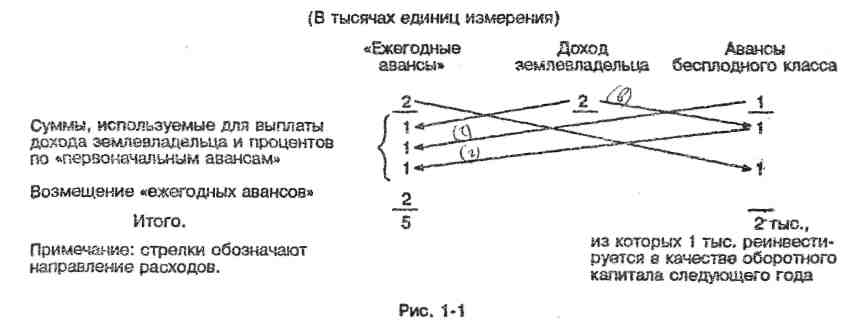 (В тысячах единиц измерения)
«Ежегодные авансы»
Доход землевладельца
Авансы бесплодного класса
2 2 (в) 1
Суммы, используемые для выплаты
дохода землевладельца и процентов
по «первоначальным авансам»
1 1
1 (г)
1 (г) 1
Возмещение «ежегодных авансов» 2
Итого. 5 2 тыс.,
из которых 1 тыс. реинвести-
руется в качестве оборотного
капитала следующего года
Примечание: стрелки обозначают
направление расходов.
Рис. 1-1